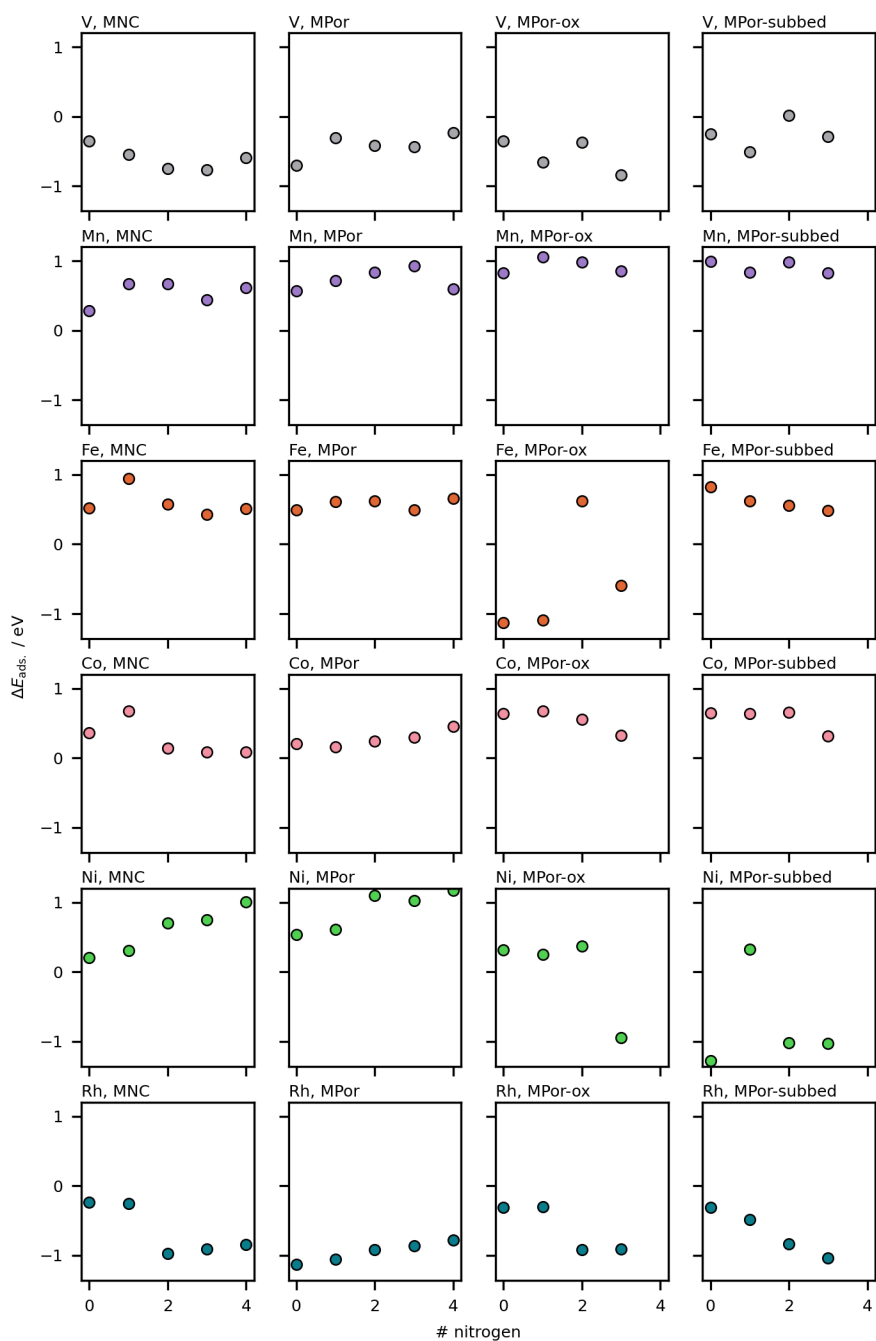 V, MNC V, MPor V, MPor-ox V, MPor-subbed
1
0
−1
Mn, MNC Mn, MPor Mn, MPor-ox Mn, MPor-subbed
1
0
−1
Fe, MNC Fe, MPor Fe, MPor-ox Fe, MPor-subbed
1
0
−1
ΔE_ads. / eV
Co, MNC Co, MPor Co, MPor-ox Co, MPor-subbed
1
0
−1
Ni, MNC Ni, MPor Ni, MPor-ox Ni, MPor-subbed
1
0
−1
Rh, MNC Rh, MPor Rh, MPor-ox Rh, MPor-subbed
1
0
−1
0 2 4 0 2 4 0 2 4 0 2 4
# nitrogen